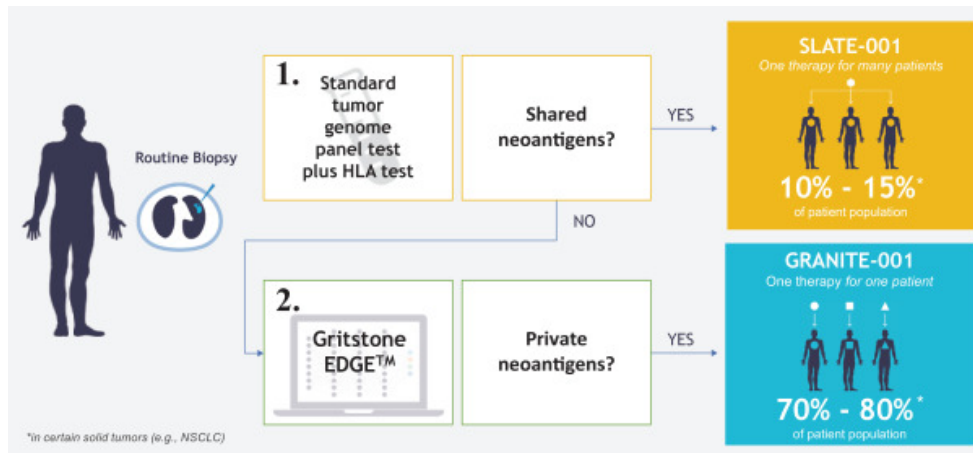 Routine Biopsy
1.
Standard
tumor
genome
panel test
plus HLA test
Shared
neoantigens?
YES
SLATE-001
One therapy for many patients
10% - 15%*
of patient population
NO
2.
Gritstone
EDGE™
Private
neoantigens?
YES
GRANITE-001
One therapy for one patient
70% - 80%*
of patient population
*in certain solid tumors (e.g., NSCLC)